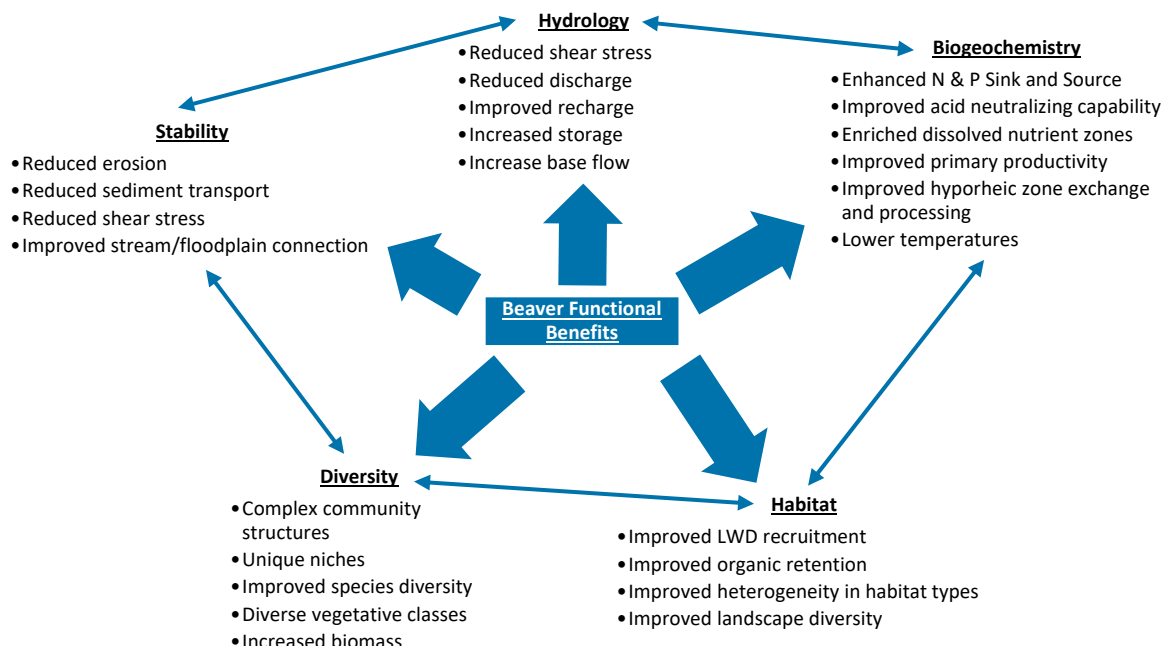 Hydrology
•Reduced shear stress
•Reduced discharge
•Improved recharge
•Increased storage
•Increase base flow
Biogeochemistry
•Enhanced N & P Sink and Source
•Improved acid neutralizing capability
•Enriched dissolved nutrient zones
•Improved primary productivity
•Improved hyporheic zone exchange
and processing
•Lower temperatures
Stability
•Reduced erosion
•Reduced sediment transport
•Reduced shear stress
•Improved stream/floodplain connection
Beaver Functional
Benefits
Diversity
•Complex community
structures
•Unique niches
•Improved species diversity
•Diverse vegetative classes
•Increased biomass
Habitat
•Improved LWD recruitment
•Improved organic retention
•Improved heterogeneity in habitat types
•Improved landscape diversity